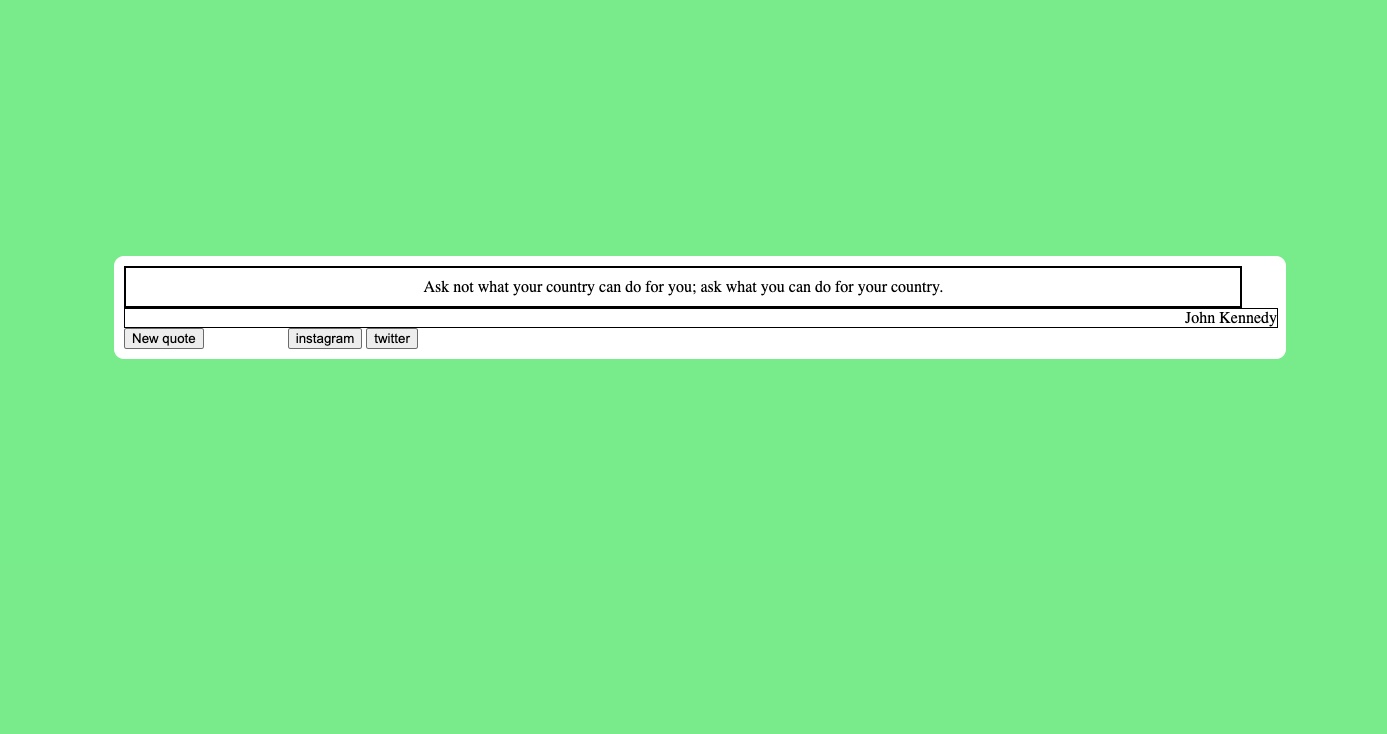 Ask not what your country can do for you; ask what you can do for your country.
John Kennedy
New quote instagram twitter